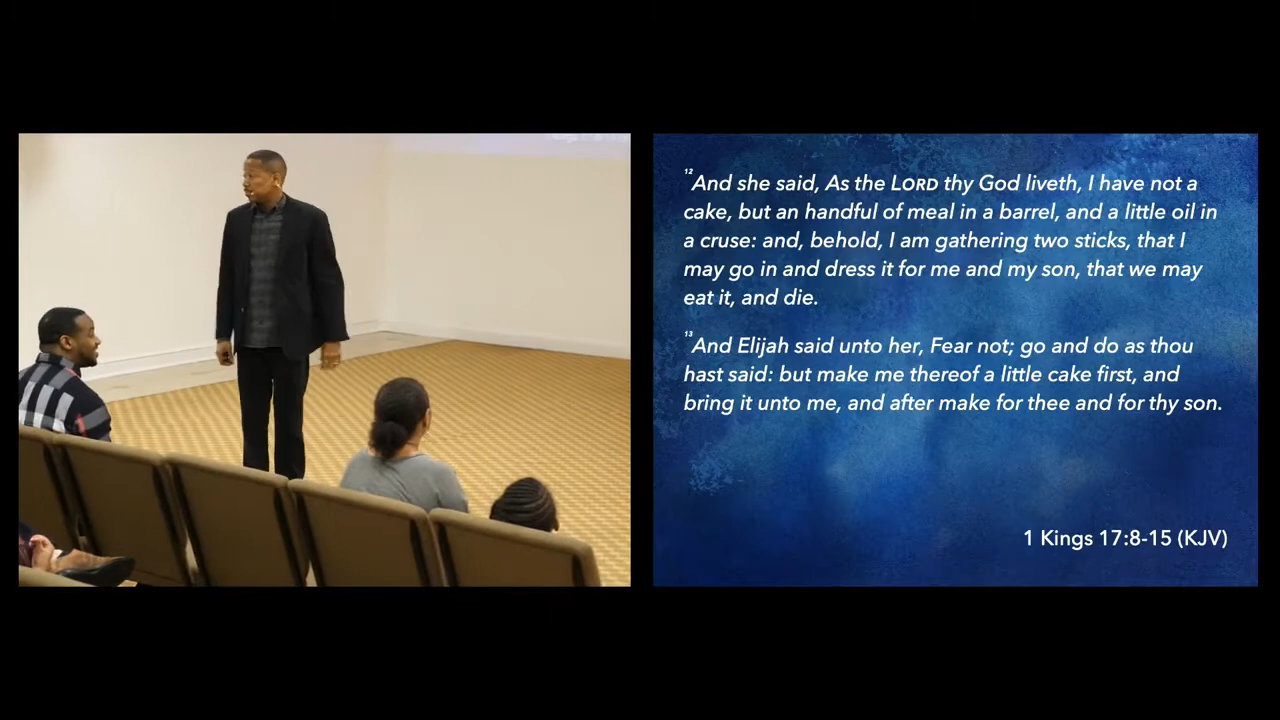 12And she said, As the LORD thy God liveth, I have not a
cake, but an handful of meal in a barrel, and a little oil in
a cruse: and, behold, I am gathering two sticks, that I
may go in and dress it for me and my son, that we may
eat it, and die.
13And Elijah said unto her, Fear not; go and do as thou
hast said: but make me thereof a little cake first, and
bring it unto me, and after make for thee and for thy son.
1 Kings 17:8-15 (KJV)